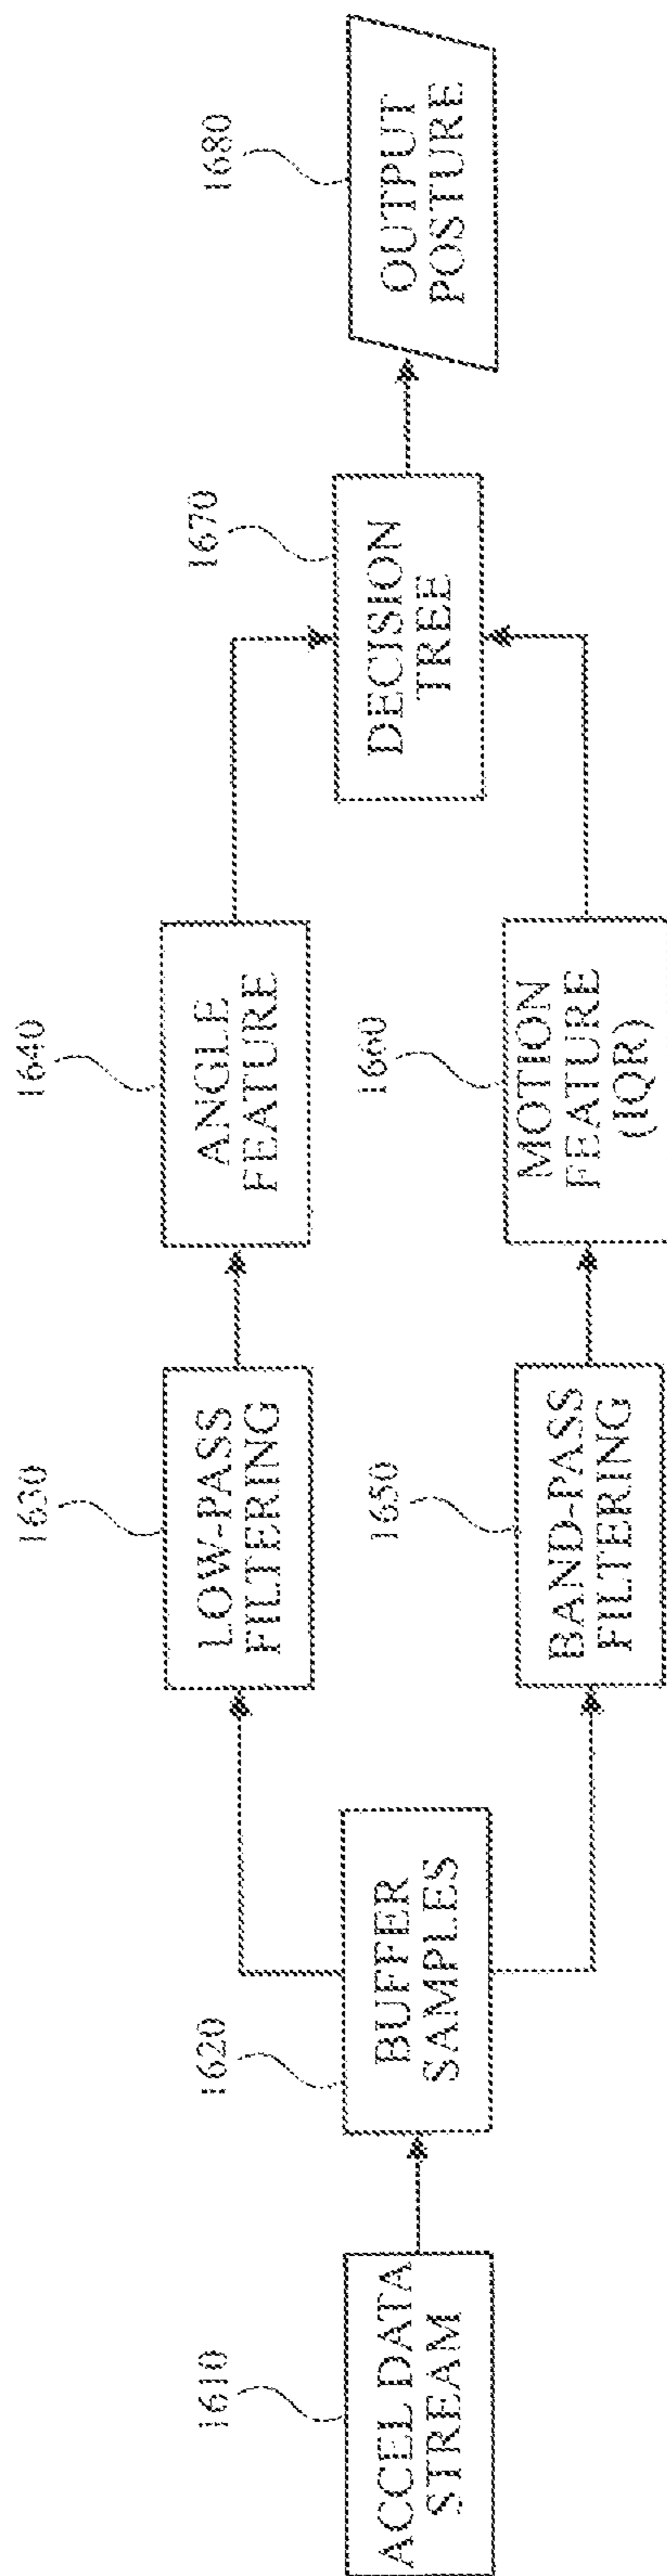 1610
ACCEL DATA
STREAM
1620
BUFFER
SAMPLES
1630
LOW-PASS
FILTERING
1640
ANGLE
FEATURE
1650
BAND-PASS
FILTERING
1660
MOTION
FEATURE
(IQR)
1670
DECISION
TREE
1680
OUTPUT
POSTURE